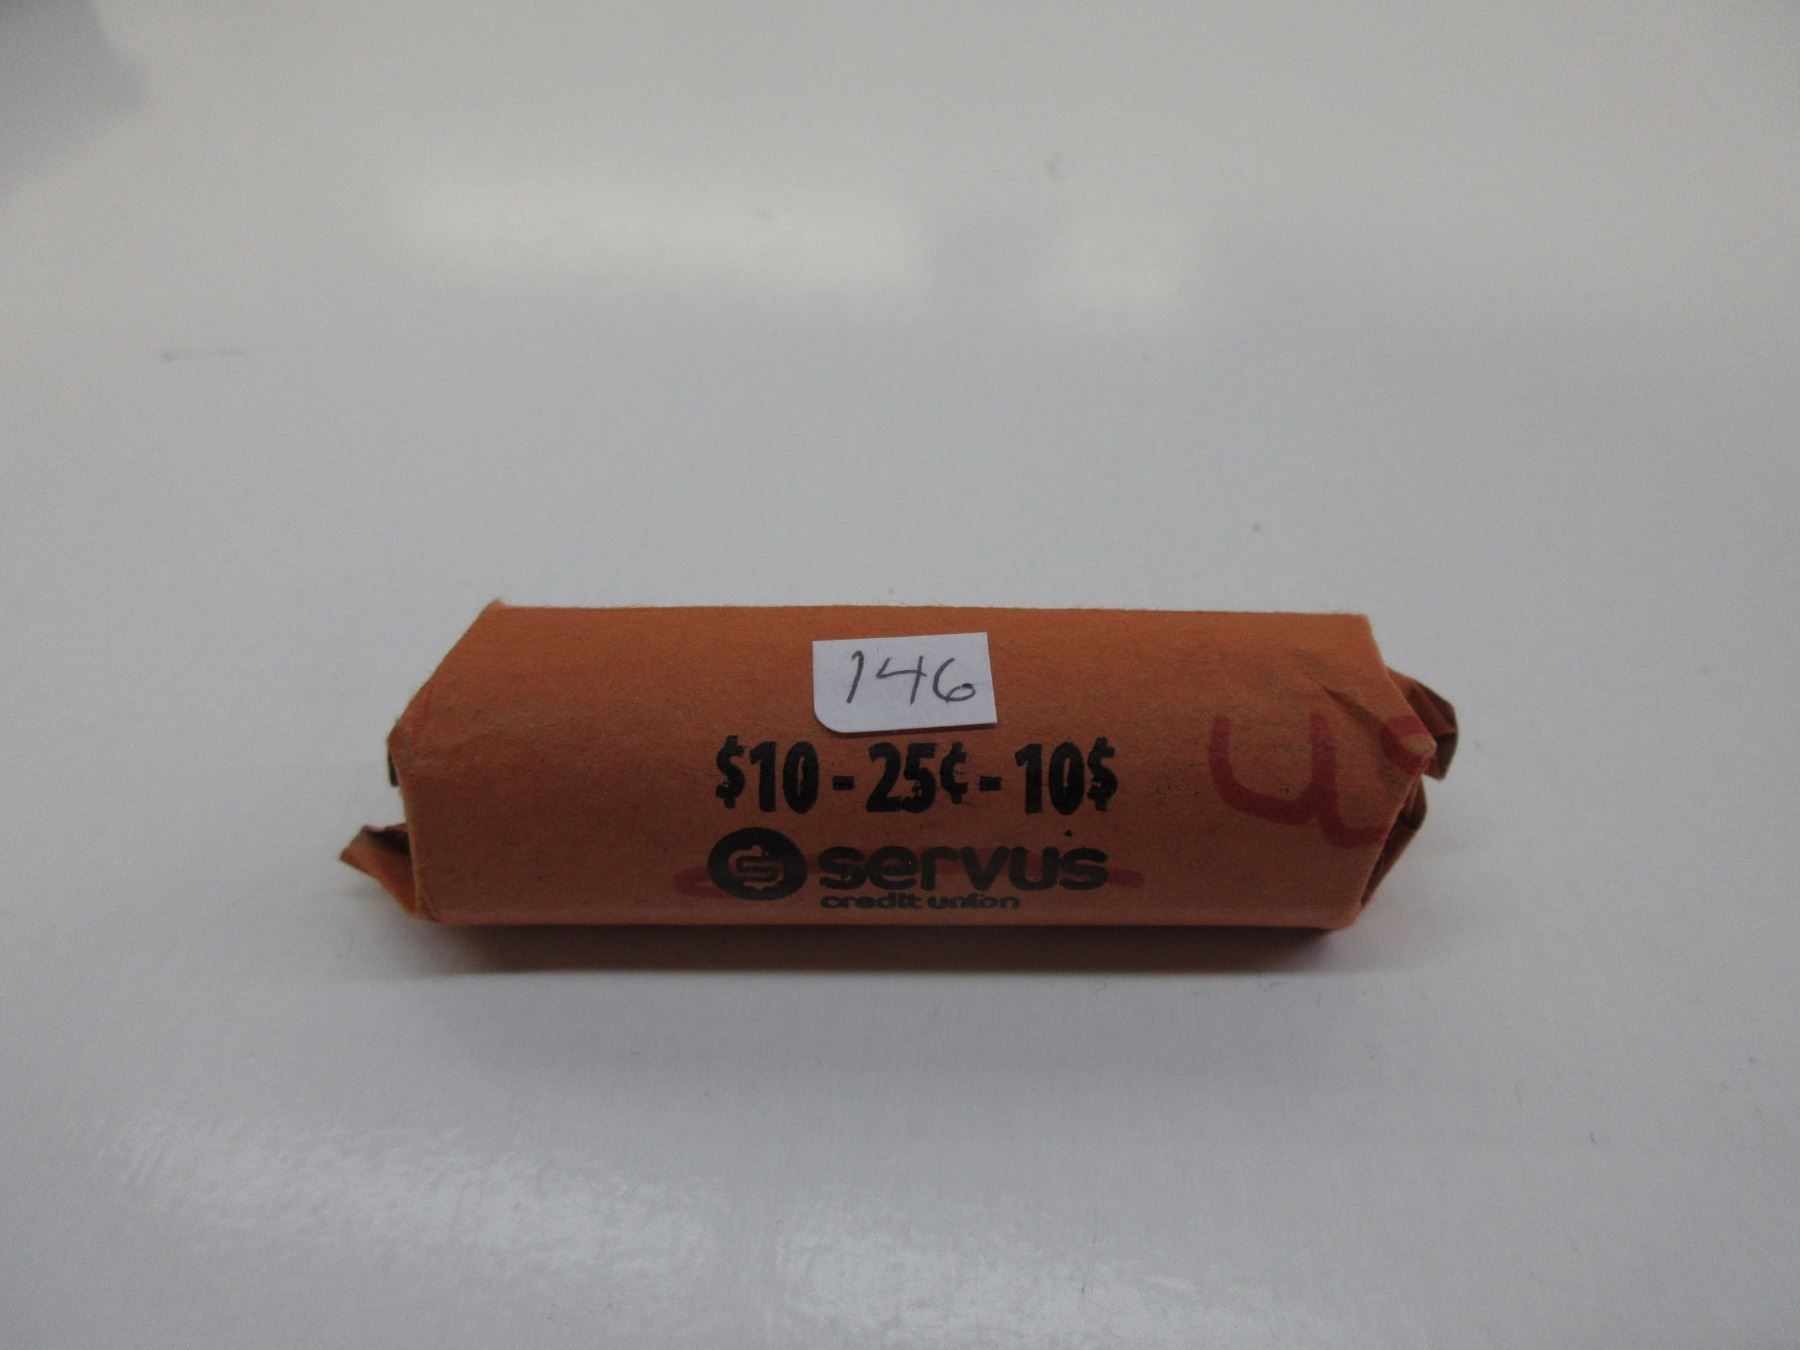 146
$10 - 25¢ - 10$
servus
credit union